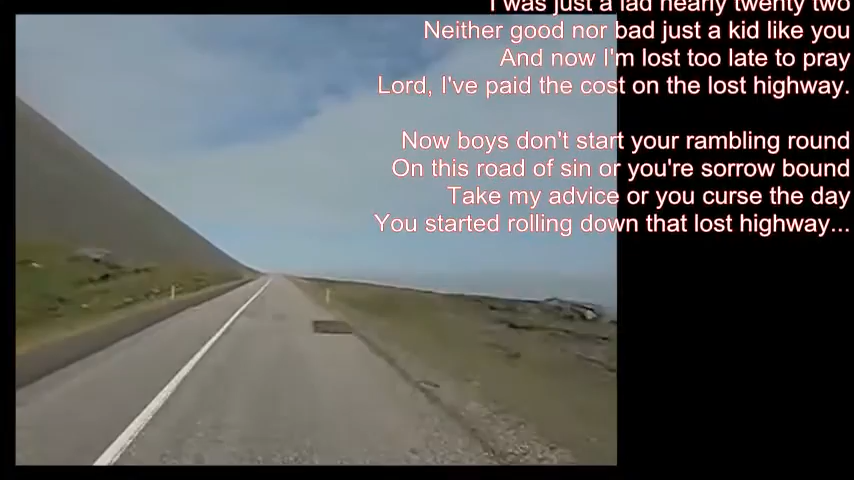 I was just a lad nearly twenty two
Neither good nor bad just a kid like you
And now I'm lost too late to pray
Lord, I've paid the cost on the lost highway.
Now boys don't start your rambling round
On this road of sin or you're sorrow bound
Take my advice or you curse the day
You started rolling down that lost highway...